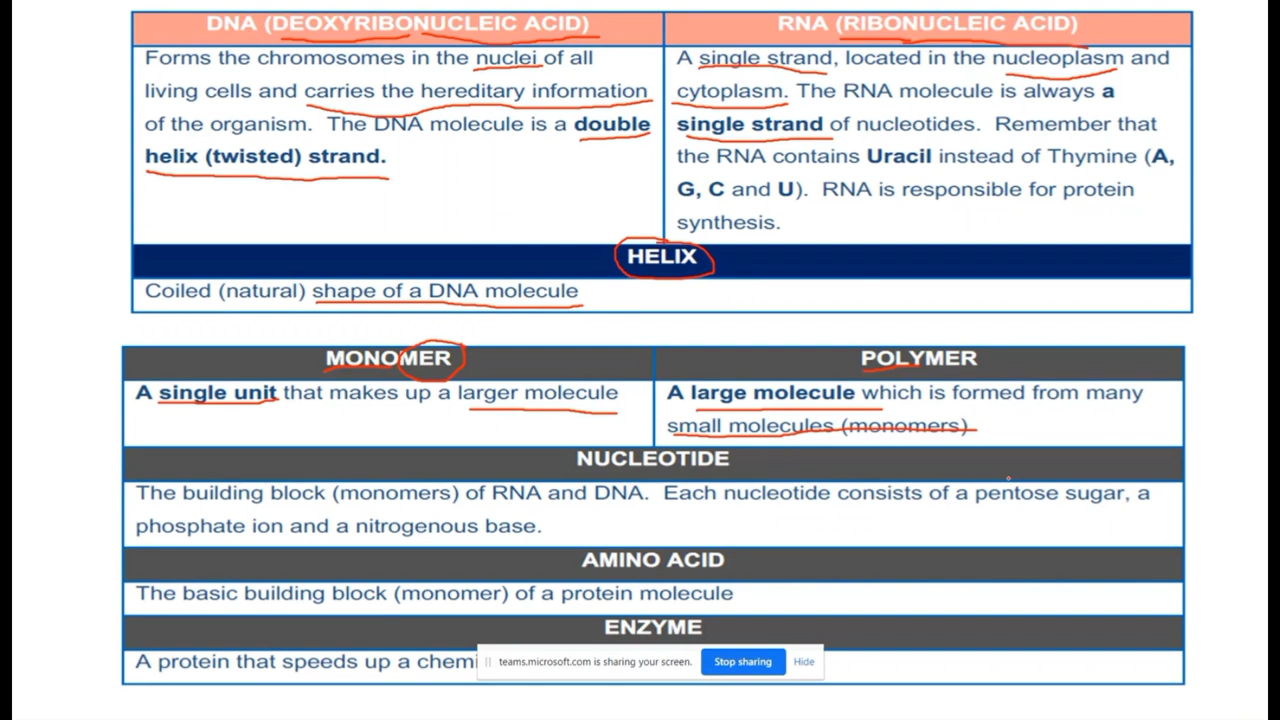 DNA (DEOXYRIBONUCLEIC ACID)
Forms the chromosomes in the nuclei of all
living cells and carries the hereditary information
of the organism. The DNA molecule is a double
helix (twisted) strand.
RNA (RIBONUCLEIC ACID)
A single strand, located in the nucleoplasm and
cytoplasm. The RNA molecule is always a
single strand of nucleotides. Remember that
the RNA contains Uracil instead of Thymine (A,
G, C and U). RNA is responsible for protein
synthesis.
HELIX
Coiled (natural) shape of a DNA molecule
MONOMER
A single unit that makes up a larger molecule
POLYMER
A large molecule which is formed from many
small molecules (monomers)
NUCLEOTIDE
The building block (monomers) of RNA and DNA. Each nucleotide consists of a pentose sugar, a
phosphate ion and a nitrogenous base.
AMINO ACID
The basic building block (monomer) of a protein molecule
ENZYME
A protein that speeds up a chemi
teams.microsoft.com is sharing your screen. Stop sharing Hide